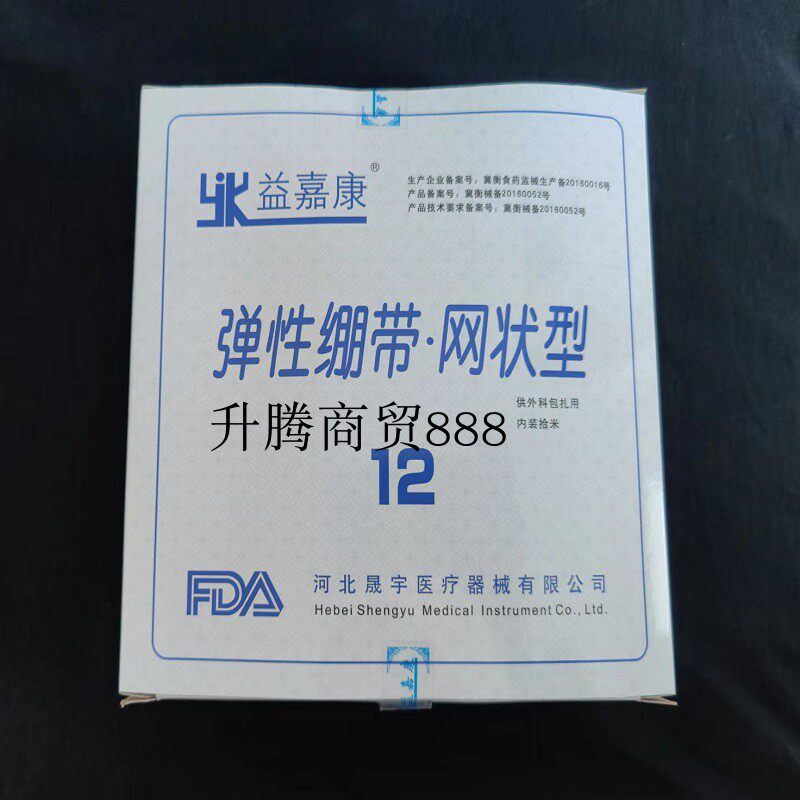 YJK 益嘉康®
生产企业备案号：冀衡食药监械生产备20160016号
产品备案号：冀衡械备20160052号
产品技术要求备案号：冀衡械备20160052号
弹性绷带·网状型
供外科包扎用
内装拾米
升腾商贸888
12
FDA
河北晟宇医疗器械有限公司
Hebei Shengyu Medical Instrument Co., Ltd.
益嘉康